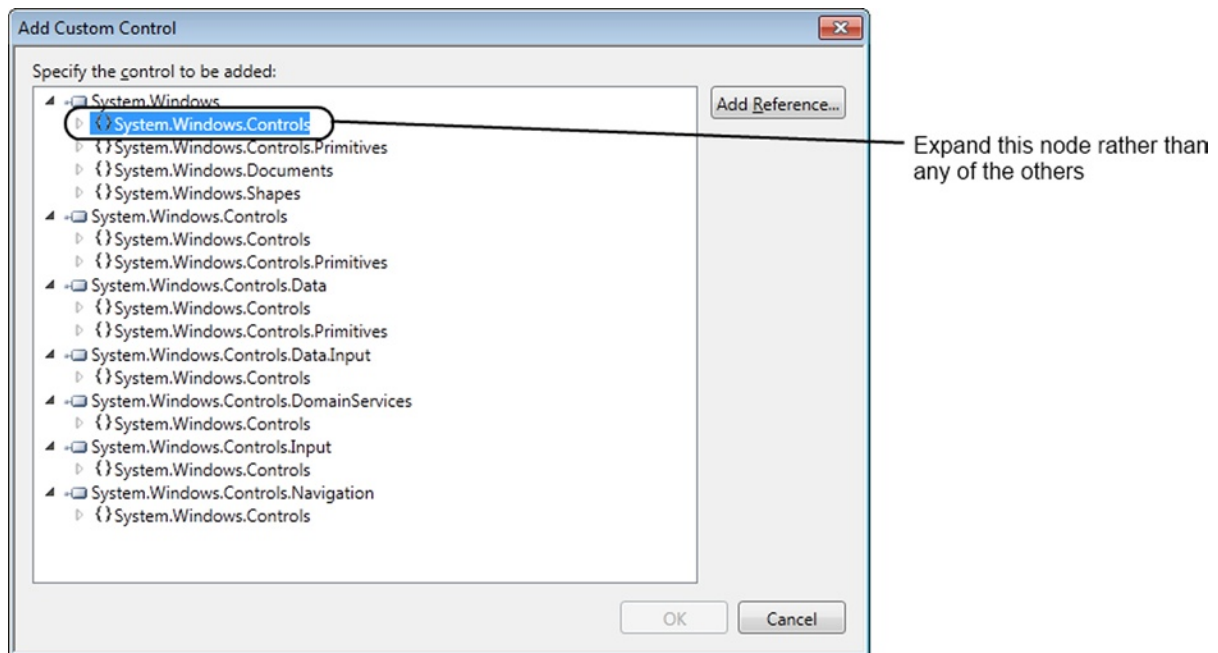 Add Custom Control
Specify the control to be added:
System.Windows
{}System.Windows.Controls
{}System.Windows.Controls.Primitives
{}System.Windows.Documents
{}System.Windows.Shapes
System.Windows.Controls
{}System.Windows.Controls
{}System.Windows.Controls.Primitives
System.Windows.Controls.Data
{}System.Windows.Controls
{}System.Windows.Controls.Primitives
System.Windows.Controls.Data.Input
{}System.Windows.Controls
System.Windows.Controls.DomainServices
{}System.Windows.Controls
System.Windows.Controls.Input
{}System.Windows.Controls
System.Windows.Controls.Navigation
{}System.Windows.Controls
Add Reference...
Expand this node rather than
any of the others
OK
Cancel